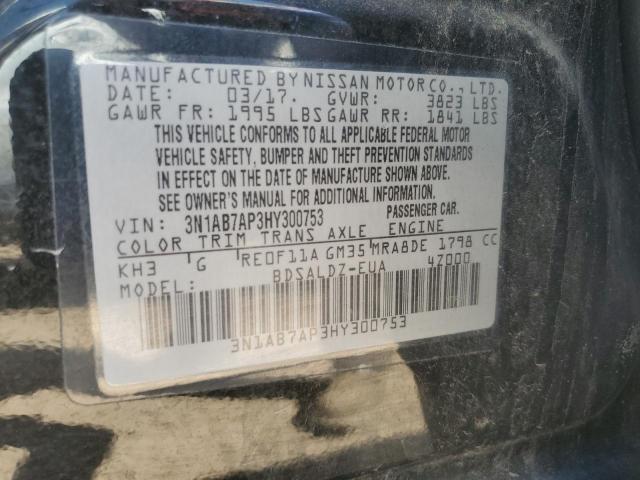 MANUFACTURED BY NISSAN MOTOR CO., LTD.
DATE: 03/17. GVWR: 3823 LBS
GAWR FR: 1995 LBS GAWR RR: 1841 LBS
THIS VEHICLE CONFORMS TO ALL APPLICABLE FEDERAL MOTOR
VEHICLE SAFETY, BUMPER AND THEFT PREVENTION STANDARDS
IN EFFECT ON THE DATE OF MANUFACTURE SHOWN ABOVE.
SEE OWNER'S MANUAL FOR ADDITIONAL INFORMATION.
VIN: 3N1AB7AP3HY300753 PASSENGER CAR.
COLOR TRIM TRANS AXLE ENGINE
KH3 G RE0F11A GM35 MRA8DE 1798 CC
MODEL: BDSALDZ-EUA 4Z000
3N1AB7AP3HY300753